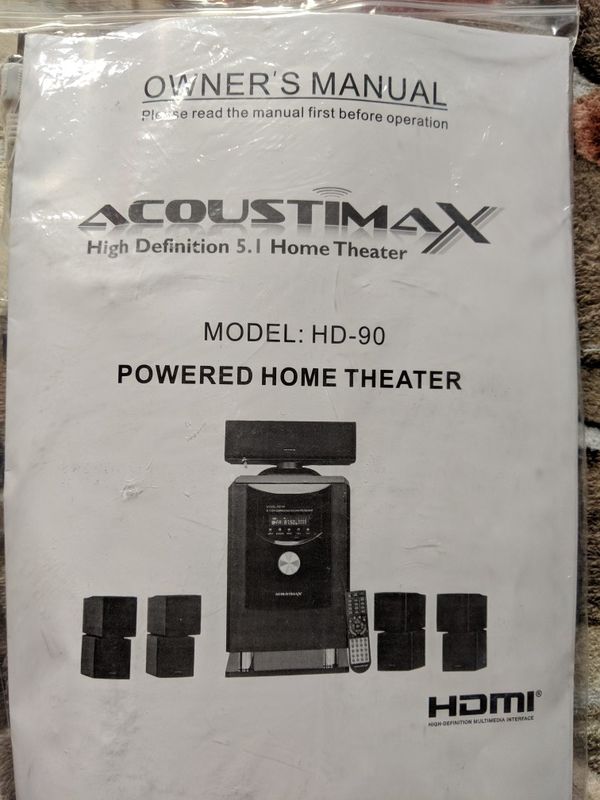 OWNER'S MANUAL
Please read the manual first before operation
ACOUSTIMAX
High Definition 5.1 Home Theater
MODEL: HD-90
POWERED HOME THEATER
ACOUSTIMAX
HDMI®
HIGH-DEFINITION MULTIMEDIA INTERFACE